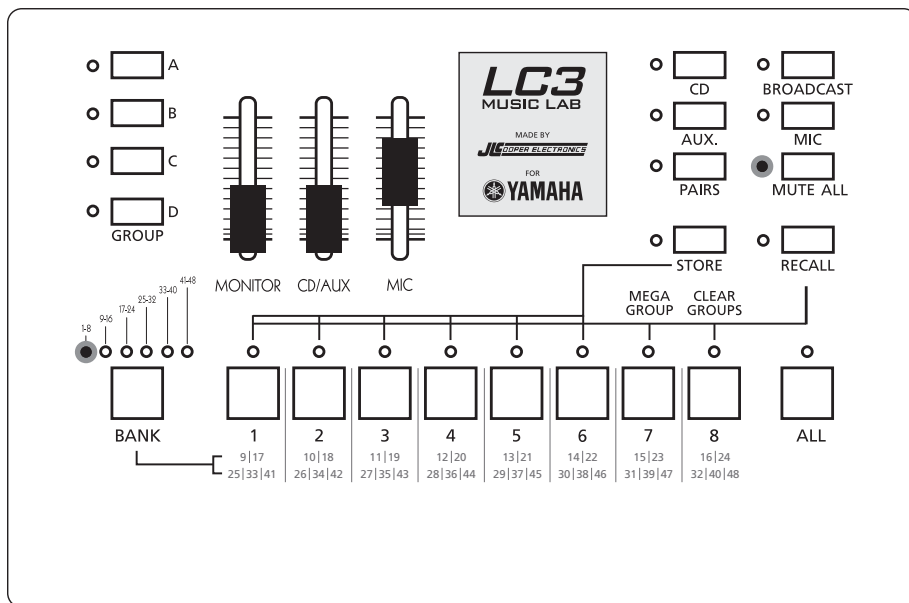 A
B
C
D
GROUP
MONITOR
CD/AUX
MIC
LC3
MUSIC LAB
MADE BY
JLCOOPER ELECTRONICS
FOR
YAMAHA
CD
BROADCAST
AUX.
MIC
PAIRS
MUTE ALL
STORE
RECALL
MEGA
GROUP
CLEAR
GROUPS
1-8
9-16
17-24
25-32
33-40
41-48
BANK
1
2
3
4
5
6
7
8
ALL
9|17
10|18
11|19
12|20
13|21
14|22
15|23
16|24
25|33|41
26|34|42
27|35|43
28|36|44
29|37|45
30|38|46
31|39|47
32|40|48